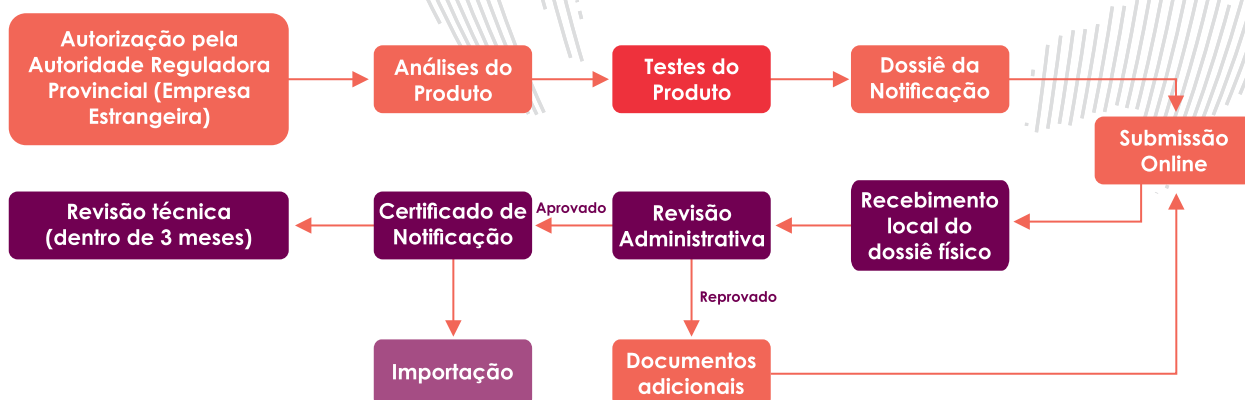 Autorização pela
Autoridade Reguladora
Provincial (Empresa
Estrangeira)
Análises do
Produto
Testes do
Produto
Dossiê da
Notificação
Submissão
Online
Recebimento
local do
dossiê físico
Revisão
Administrativa
Aprovado
Certificado de
Notificação
Revisão técnica
(dentro de 3 meses)
Reprovado
Importação
Documentos
adicionais